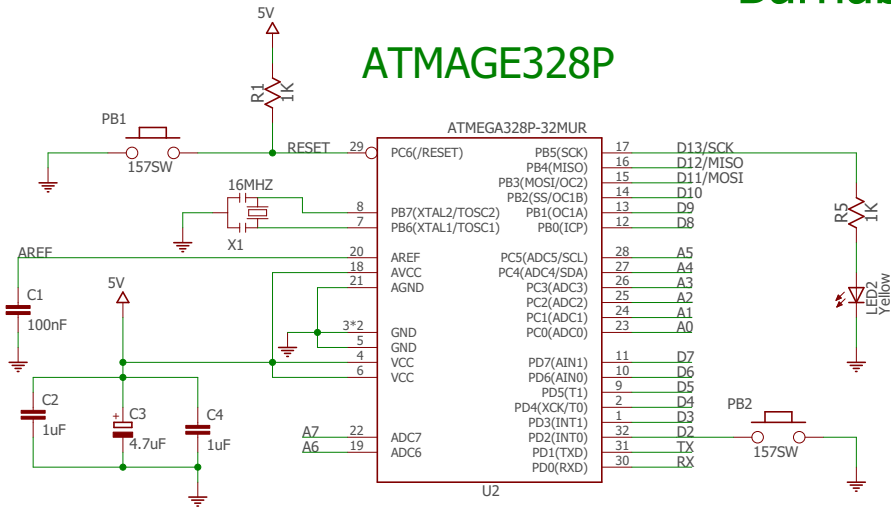 5V
ATMAGE328P
R1
1K
PB1
157SW
RESET
ATMEGA328P-32MUR
29
PC6(/RESET)
16MHZ
X1
8
PB7(XTAL2/TOSC2)
7
PB6(XTAL1/TOSC1)
AREF
20
AREF
18
AVCC
21
AGND
3*2
GND
5
GND
4
VCC
6
VCC
5V
C1
100nF
C2
1uF
+
C3
4.7uF
C4
1uF
A7
22
ADC7
A6
19
ADC6
PB5(SCK)
17
D13/SCK
PB4(MISO)
16
D12/MISO
PB3(MOSI/OC2)
15
D11/MOSI
PB2(SS/OC1B)
14
D10
PB1(OC1A)
13
D9
PB0(ICP)
12
D8
PC5(ADC5/SCL)
28
A5
PC4(ADC4/SDA)
27
A4
PC3(ADC3)
26
A3
PC2(ADC2)
25
A2
PC1(ADC1)
24
A1
PC0(ADC0)
23
A0
PD7(AIN1)
11
D7
PD6(AIN0)
10
D6
PD5(T1)
9
D5
PD4(XCK/T0)
2
D4
PD3(INT1)
1
D3
PD2(INT0)
32
D2
PD1(TXD)
31
TX
PD0(RXD)
30
RX
U2
R5
1K
LED2
Yellow
PB2
157SW